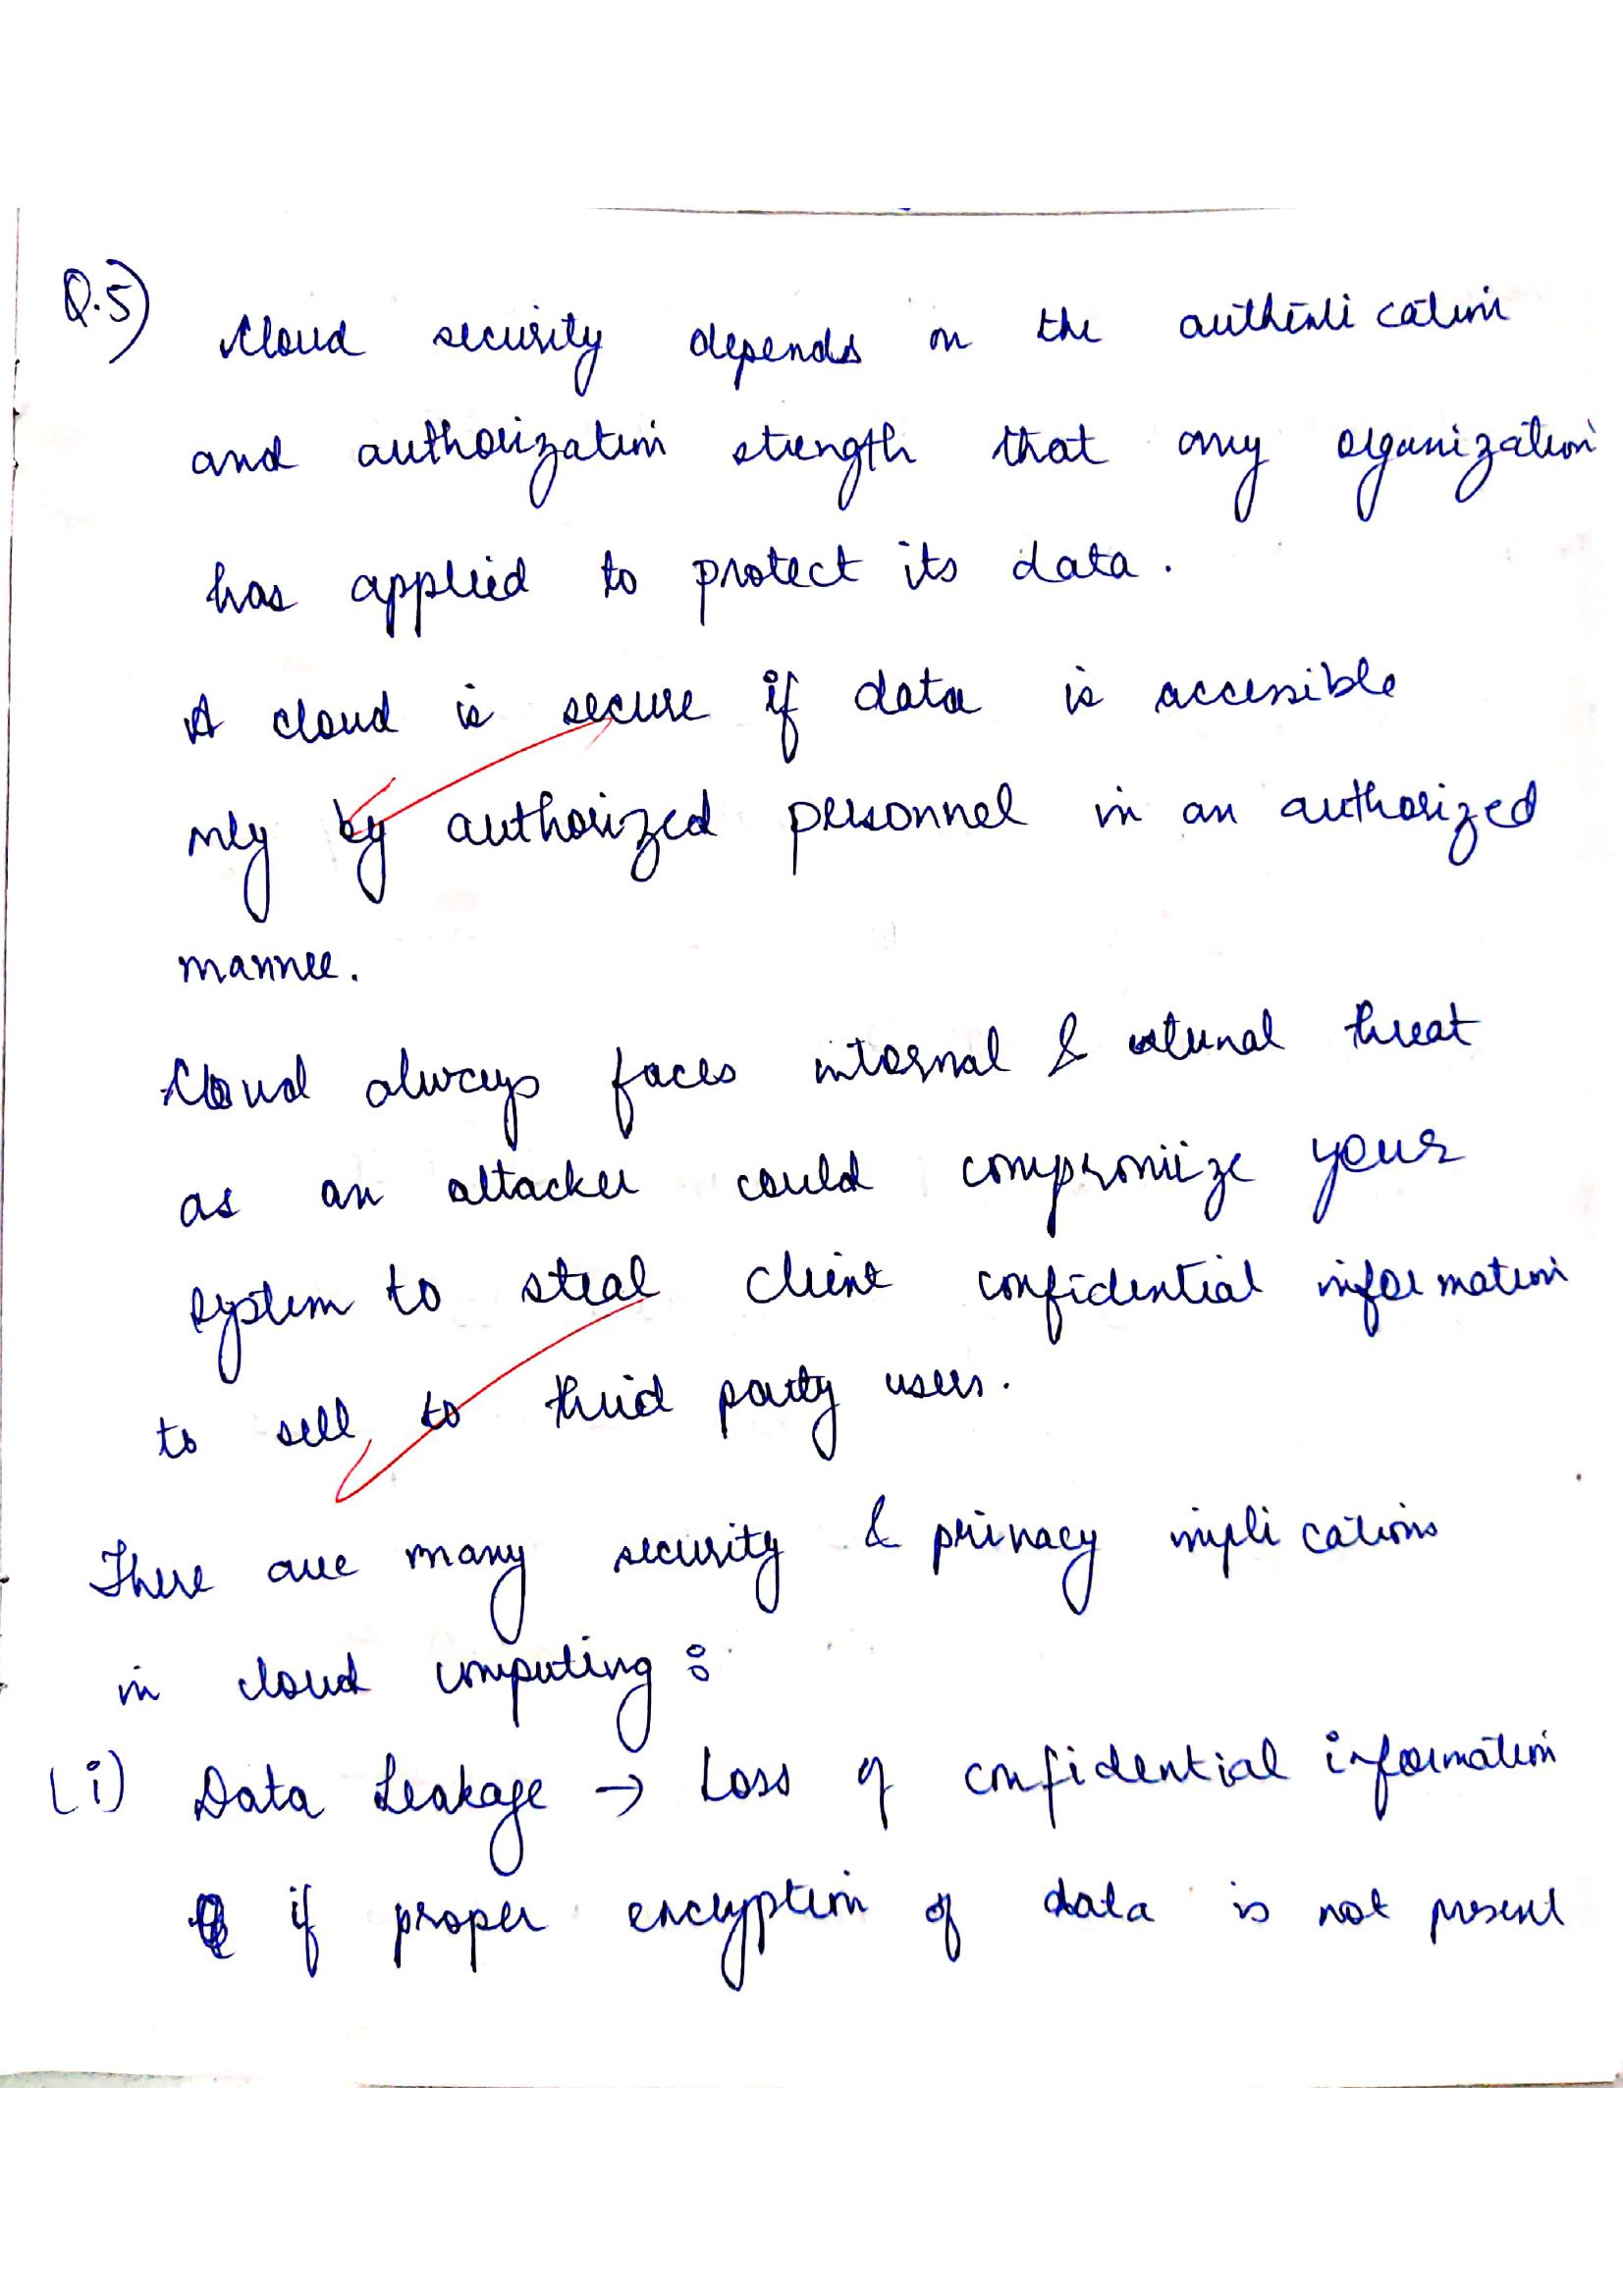 Q.5) Cloud security depends on the authentication
and authorization strength that any organization
has applied to protect its data.
A cloud is secure if data is accessible
only by authorized personnel in an authorized
manner.
Cloud always faces internal & external threat
as an attacker could compromize your
system to steal client confidential information
to sell to third party users.
There are many security & privacy implications
in cloud computing :
(i) Data Leakage → Loss of confidential information
if proper encryption of data is not present